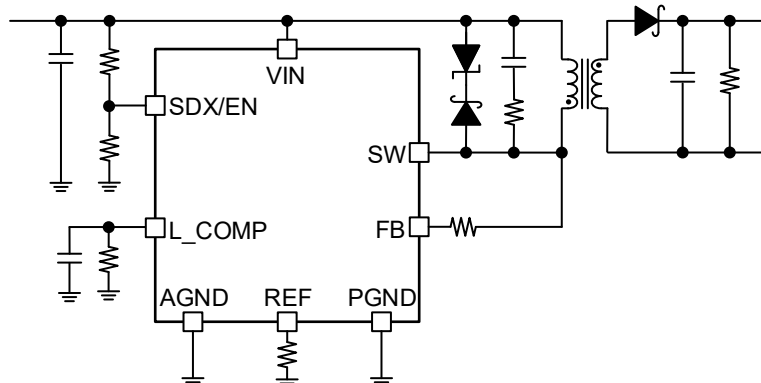 VIN
SDX/EN
SW
L_COMP
FB
AGND REF PGND